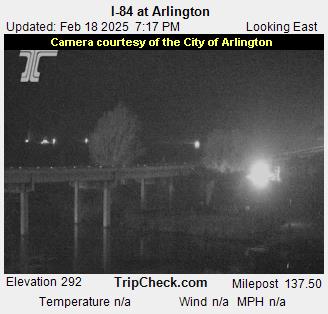 I-84 at Arlington
Updated: Feb 18 2025 7:17 PM Looking East
Camera courtesy of the City of Arlington
Elevation 292 TripCheck.com Milepost 137.50
Temperature n/a Wind n/a MPH n/a